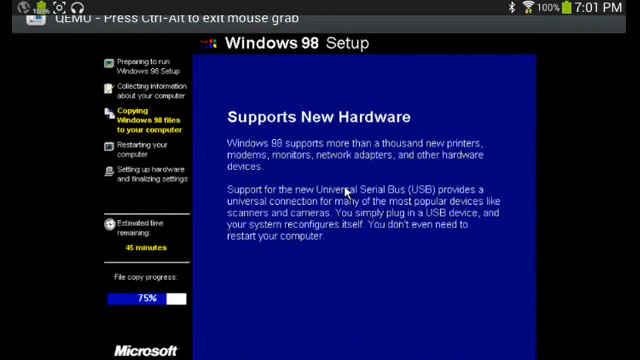 100%
100%
7:01 PM
QEMU - Press Ctrl-Alt to exit mouse grab
Windows 98 Setup
Preparing to run
Windows 98 Setup
Collecting information
about your computer
Copying
Windows 98 files
to your computer
Restarting your
computer
Setting up hardware
and finalizing settings
Estimated time
remaining:
45 minutes
File copy progress:
75%
Microsoft
Supports New Hardware
Windows 98 supports more than a thousand new printers,
modems, monitors, network adapters, and other hardware
devices.
Support for the new Universal Serial Bus (USB) provides a
universal connection for many of the most popular devices like
scanners and cameras. You simply plug in a USB device, and
your system reconfigures itself. You don't even need to
restart your computer.